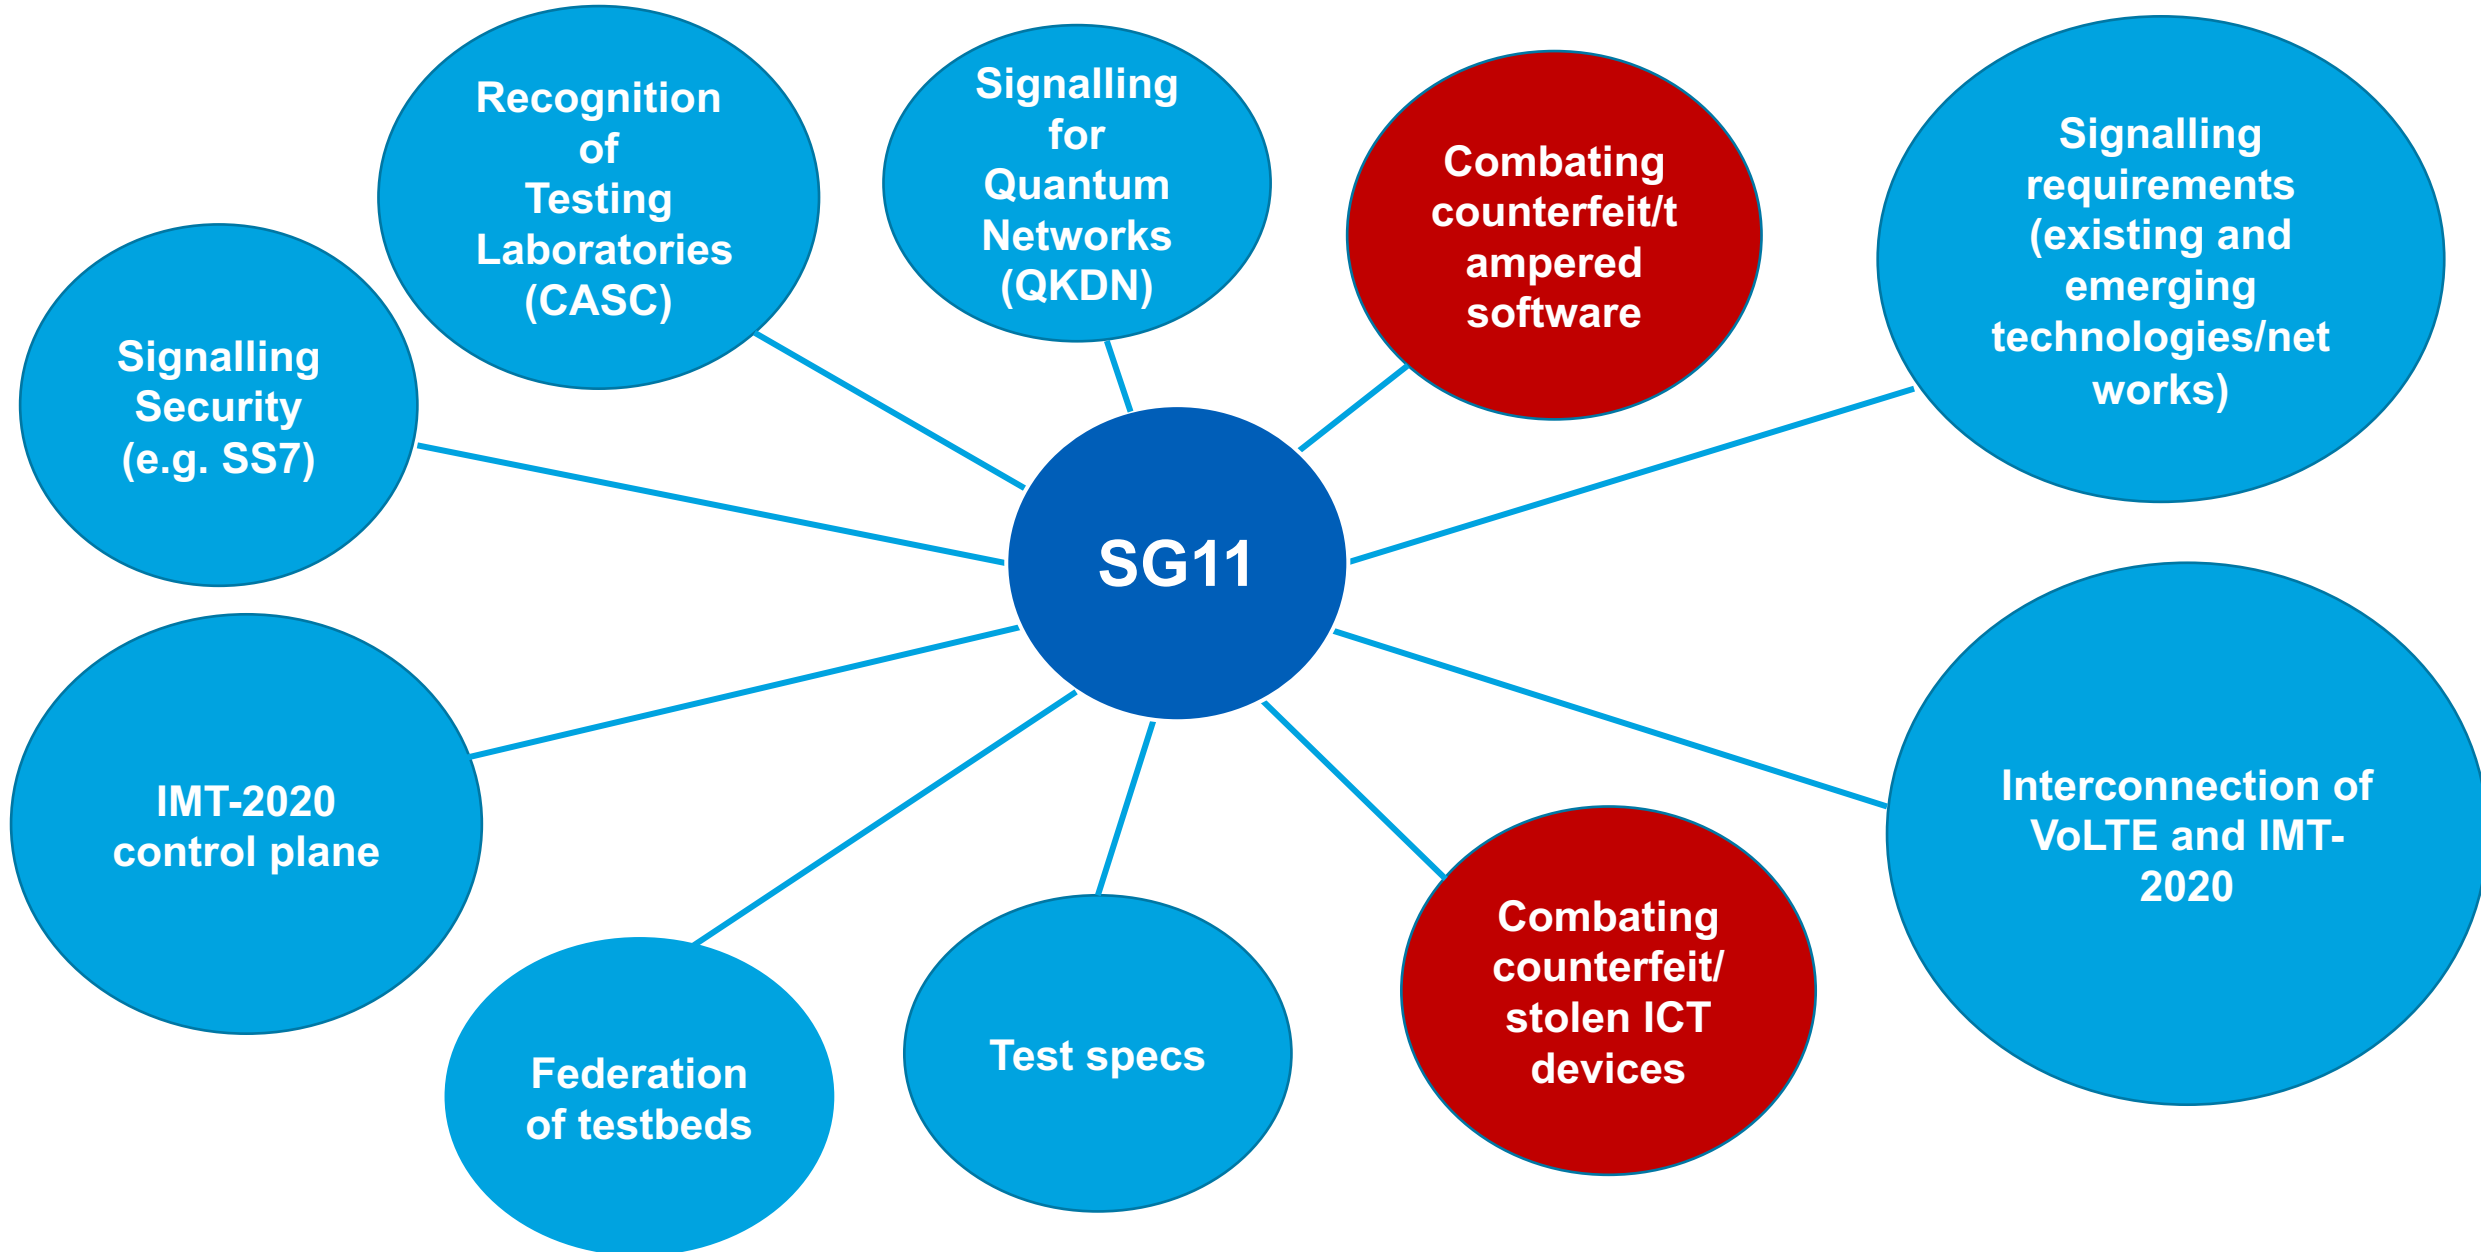 Recognition
of
Testing
Laboratories
(CASC)
Signalling
for
Quantum
Networks
(QKDN)
Combating
counterfeit/t
ampered
software
Signalling
requirements
(existing and
emerging
technologies/net
works)
Signalling
Security
(e.g. SS7)
SG11
IMT-2020
control plane
Interconnection of
VoLTE and IMT-
2020
Federation
of testbeds
Test specs
Combating
counterfeit/
stolen ICT
devices